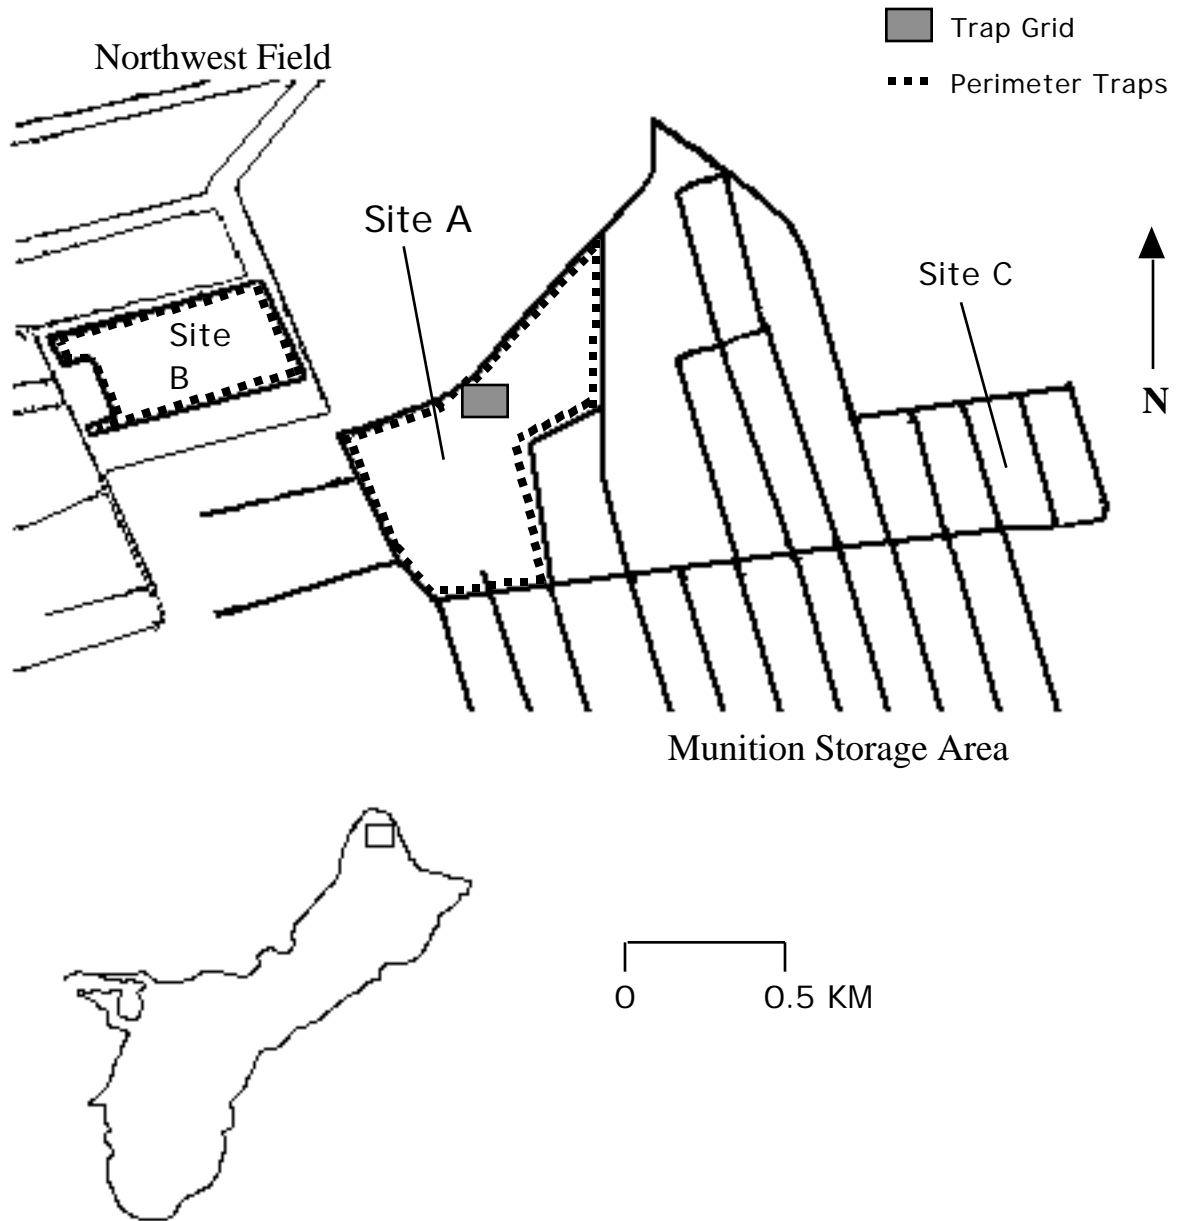 Trap Grid
Northwest Field
Perimeter Traps
Site A
Site C
Site
B
N
Munition Storage Area
0 0.5 KM